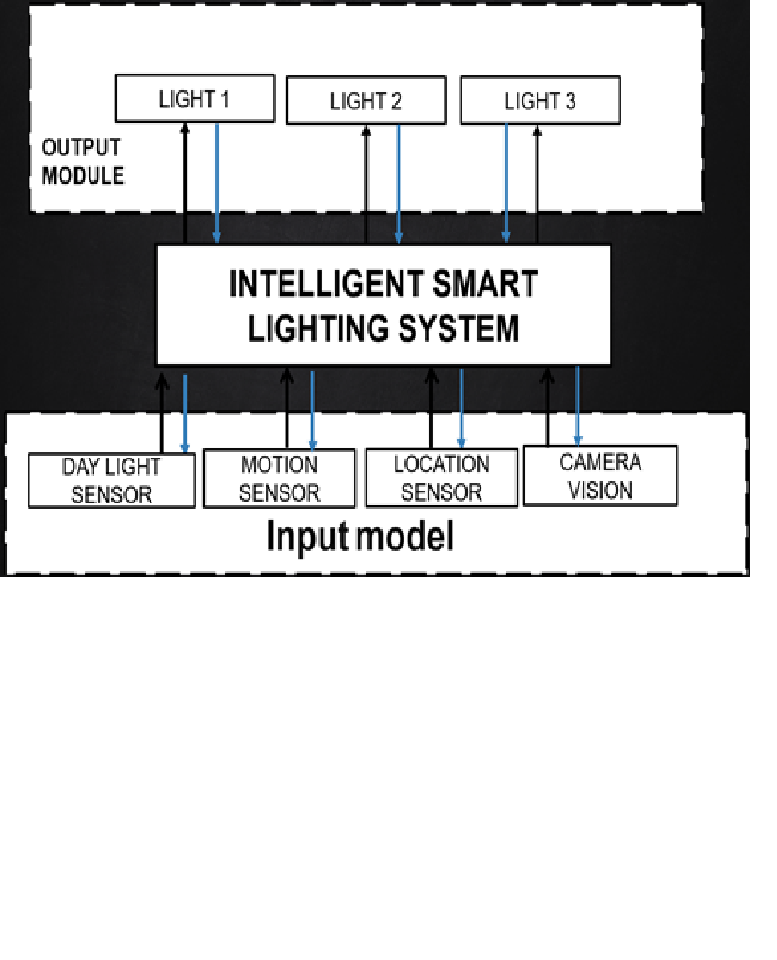 LIGHT 1
LIGHT 2
LIGHT 3
OUTPUT
MODULE
INTELLIGENT SMART
LIGHTING SYSTEM
DAY LIGHT
SENSOR
MOTION
SENSOR
LOCATION
SENSOR
CAMERA
VISION
Input model